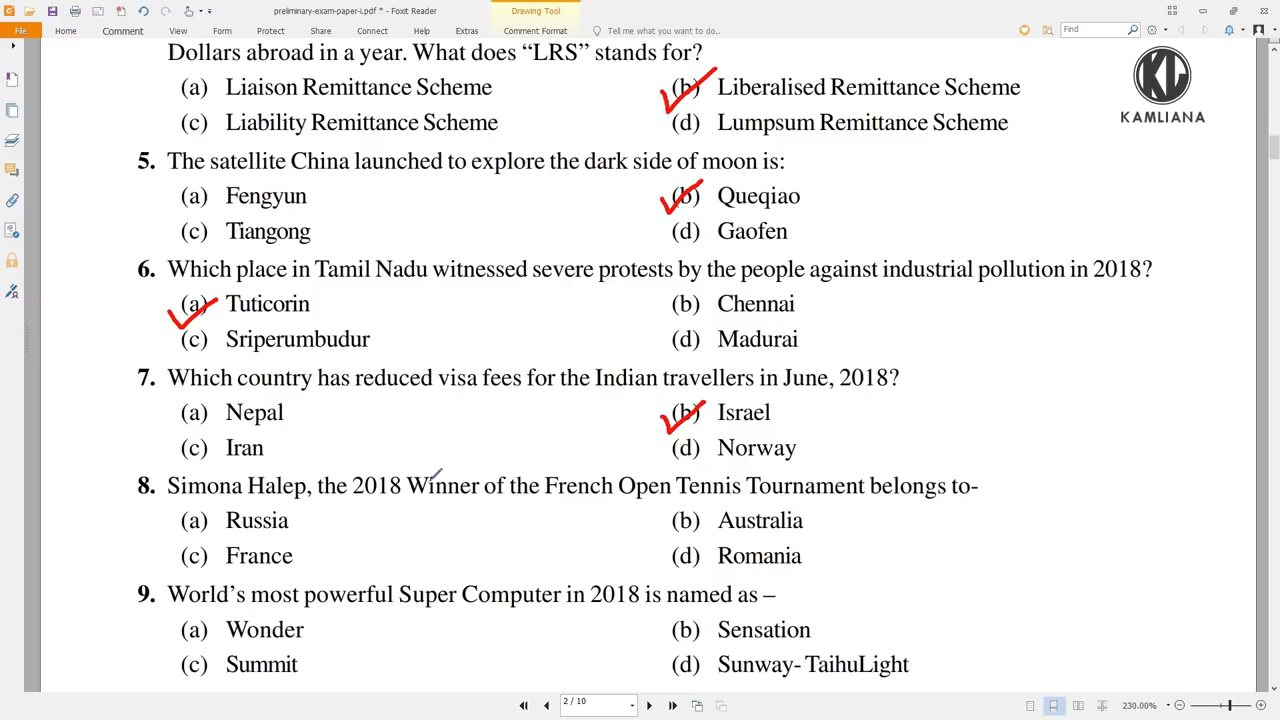 preliminary-exam-paper-i.pdf * - Foxit Reader
Drawing Tool
File Home Comment View Form Protect Share Connect Help Extras Comment Format Tell me what you want to do... Find
Dollars abroad in a year. What does “LRS” stands for?
(a) Liaison Remittance Scheme (b) Liberalised Remittance Scheme
(c) Liability Remittance Scheme (d) Lumpsum Remittance Scheme
KL
KAMLIANA
5. The satellite China launched to explore the dark side of moon is:
(a) Fengyun (b) Queqiao
(c) Tiangong (d) Gaofen
6. Which place in Tamil Nadu witnessed severe protests by the people against industrial pollution in 2018?
(a) Tuticorin (b) Chennai
(c) Sriperumbudur (d) Madurai
7. Which country has reduced visa fees for the Indian travellers in June, 2018?
(a) Nepal (b) Israel
(c) Iran (d) Norway
8. Simona Halep, the 2018 Winner of the French Open Tennis Tournament belongs to-
(a) Russia (b) Australia
(c) France (d) Romania
9. World’s most powerful Super Computer in 2018 is named as –
(a) Wonder (b) Sensation
(c) Summit (d) Sunway- TaihuLight
2 / 10
230.00%